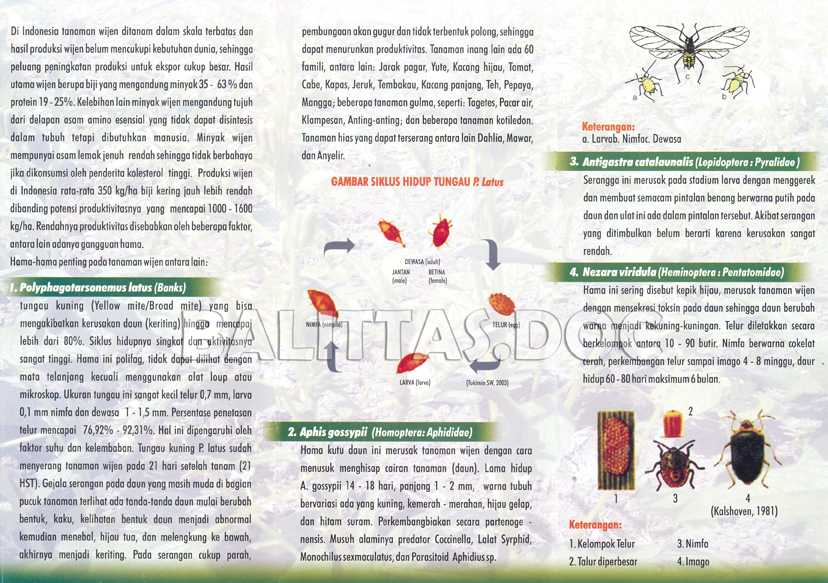 Di Indonesia tanaman wijen ditanam dalam skala terbatas dan
hasil produksi wijen belum mencukupi kebutuhan dunia, sehingga
peluang peningkatan produksi untuk ekspor cukup besar. Hasil
utama wijen berupa biji yang mengandung minyak 35 - 63 % dan
protein 19 - 25%. Kelebihan lain minyak wijen mengandung tujuh
dari delapan asam amino esensial yang tidak dapat disintesis
dalam tubuh tetapi dibutuhkan manusia. Minyak wijen
mempunyai asam lemak jenuh rendah sehingga tidak berbahaya
jika dikonsumsi oleh penderita kolesterol tinggi. Produksi wijen
di Indonesia rata-rata 350 kg/ha biji kering jauh lebih rendah
dibanding potensi produktivitasnya yang mencapai 1000 - 1600
kg/ha. Rendahnya produktivitas disebabkan oleh beberapa faktor,
antara lain adanya gangguan hama.
Hama-hama penting pada tanaman wijen antara lain :
1. Polyphagotarsonemus latus (Banks)
tungau kuning (Yellow mite/Broad mite) yang bisa
mengakibatkan kerusakan daun (keriting) hingga mencapai
lebih dari 80%. Siklus hidupnya singkat dan aktivitasnya
sangat tinggi. Hama ini polifag, tidak dapat dilihat dengan
mata telanjang kecuali menggunakan alat loup atau
mikroskop. Ukuran tungau ini sangat kecil telur 0,7 mm, larva
0,1 mm nimfa dan dewasa 1 - 1,5 mm. Persentase penetasan
telur mencapai 76,92% - 92,31%. Hal ini dipengaruhi oleh
faktor suhu dan kelembaban. Tungau kuning P. latus sudah
menyerang tanaman wijen pada 21 hari setelah tanam (21
HST). Gejala serangan pada daun yang masih muda di bagian
pucuk tanaman terlihat ada tanda-tanda daun mulai berubah
bentuk, kaku, kelihatan bentuk daun menjadi abnormal
kemudian menebal, hijau tua, dan melengkung ke bawah,
akhirnya menjadi keriting. Pada serangan cukup parah,
pembungaan akan gugur dan tidak terbentuk polong, sehingga
dapat menurunkan produktivitas. Tanaman inang lain ada 60
famili, antara lain: Jarak pagar, Yute, Kacang hijau, Tomat,
Cabe, Kapas, Jeruk, Tembakau, Kacang panjang, Teh, Pepaya,
Mangga; beberapa tanaman gulma, seperti: Tagetes, Pacar air,
Klampesan, Anting-anting; dan beberapa tanaman kotiledon.
Tanaman hias yang dapat terserang antara lain Dahlia, Mawar,
dan Anyelir.
GAMBAR SIKLUS HIDUP TUNGAU P. Latus
DEWASA (adult)
JANTAN BETINA
(male) (female)
NIMFA (nimpha) TELUR (egg)
LARVA (larva) (Tukimin SW, 2003)
2. Aphis gossypii (Homoptera: Aphididae)
Hama kutu daun ini merusak tanaman wijen dengan cara
menusuk menghisap cairan tanaman (daun). Lama hidup
A. gossypii 14 - 18 hari, panjang 1 - 2 mm, warna tubuh
bervariasi ada yang kuning, kemerah - merahan, hijau gelap,
dan hitam suram. Perkembangbiakan secara partenoge -
nensis. Musuh alaminya predator Coccinella, Lalat Syrphid,
Monochilus sexmaculatus, dan Parasitoid Aphidius sp.
a c b
Keterangan:
a. Larvab. Nimfac. Dewasa
3. Antigastra catalaunalis (Lepidoptera : Pyralidae )
Serangga ini merusak pada stadium larva dengan menggerek
dan membuat semacam pintalan benang berwarna putih pada
daun dan ulat ini ada dalam pintalan tersebut. Akibat serangan
yang ditimbulkan belum berarti karena kerusakan sangat
rendah.
4. Nezara viridula (Heminoptera : Pentatomidae)
Hama ini sering disebut kepik hijau, merusak tanaman wijen
dengan mensekresi toksin pada daun sehingga daun berubah
warna menjadi kekuning-kuningan. Telur diletakkan secara
berkelompok antara 10 - 90 butir. Nimfa berwarna cokelat
cerah, perkembangan telur sampai imago 4 - 8 minggu, daur
hidup 60 - 80 hari maksimum 6 bulan.
2
1 3 4
(Kalshoven, 1981)
Keterangan:
1. Kelompok Telur 3. Nimfa
2. Talur diperbesar 4. Imago
BALITTAS.DOC